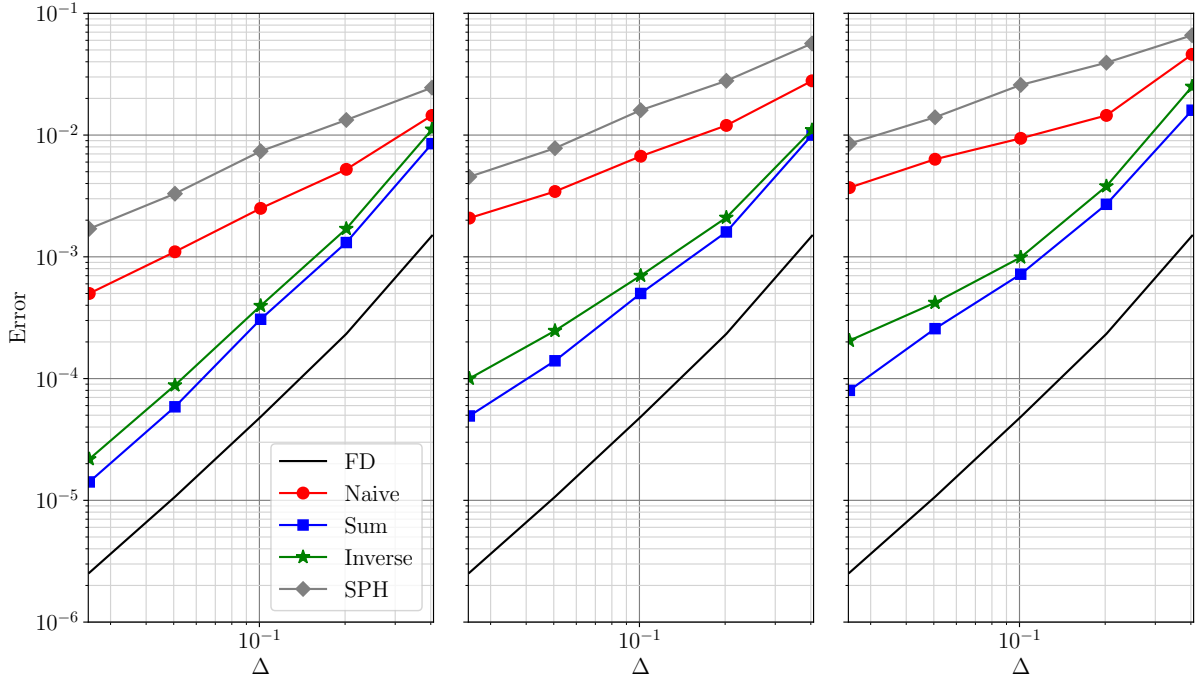 10⁻¹
10⁻²
10⁻³
10⁻⁴
10⁻⁵
10⁻⁶
Error
FD
Naive
Sum
Inverse
SPH
10⁻¹
10⁻¹
10⁻¹
Δ
Δ
Δ